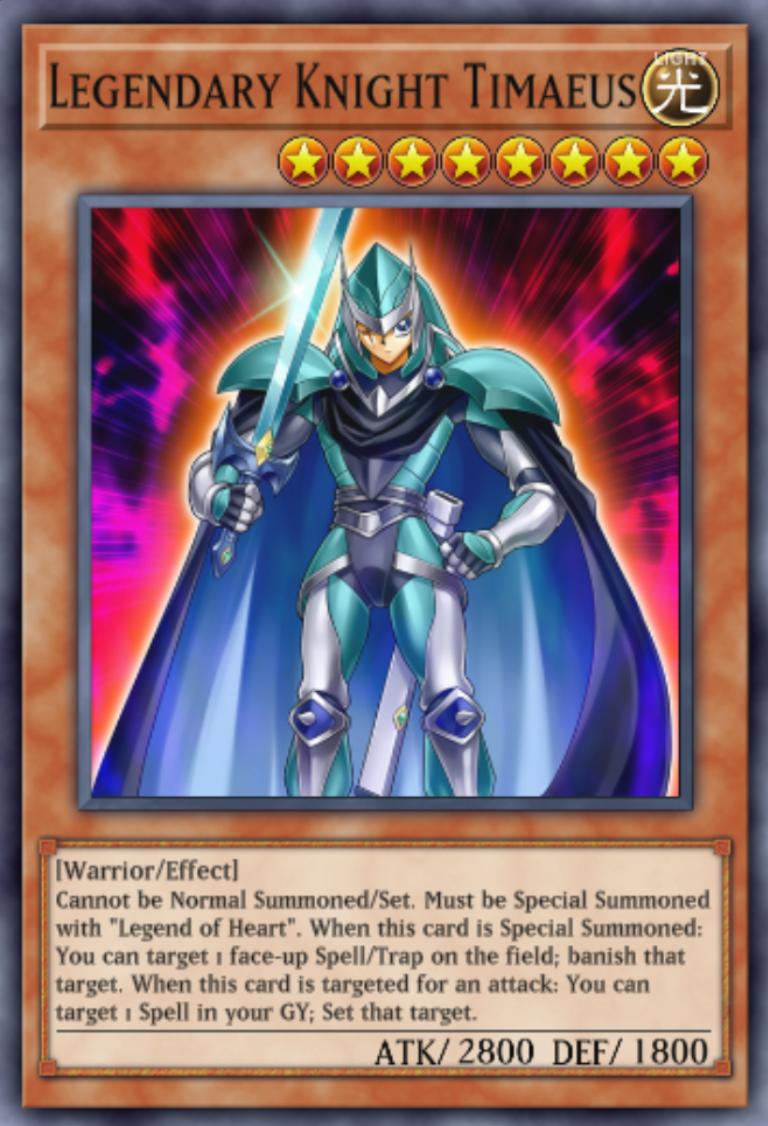 LEGENDARY KNIGHT TIMAEUS
LIGHT
光
[Warrior/Effect]
Cannot be Normal Summoned/Set. Must be Special Summoned
with "Legend of Heart". When this card is Special Summoned:
You can target 1 face-up Spell/Trap on the field; banish that
target. When this card is targeted for an attack: You can
target 1 Spell in your GY; Set that target.
ATK/ 2800 DEF/ 1800